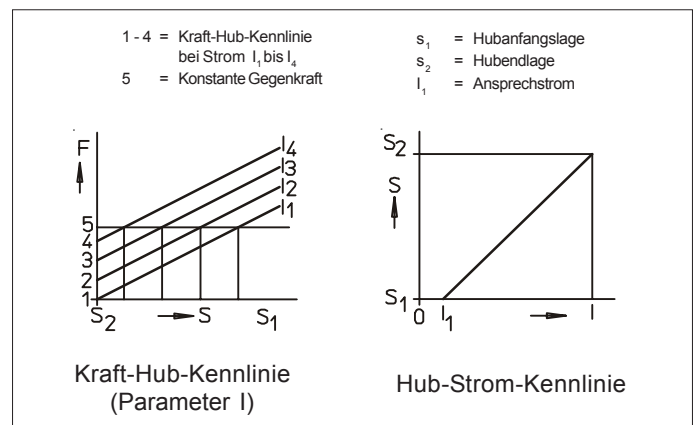 1 - 4 = Kraft-Hub-Kennlinie
bei Strom I₁ bis I₄
5 = Konstante Gegenkraft
s₁ = Hubanfangslage
s₂ = Hubendlage
I₁ = Ansprechstrom
F
I4
I3
I2
I1
5
4
3
2
1
S2
S
S1
Kraft-Hub-Kennlinie
(Parameter I)
S2
S
S1
0
I1
I
Hub-Strom-Kennlinie